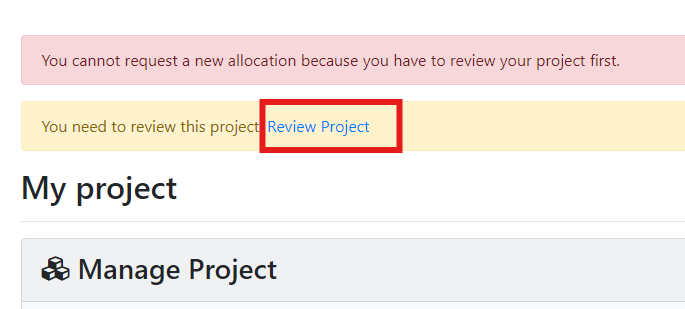 You cannot request a new allocation because you have to review your project first.
You need to review this project Review Project
My project
Manage Project